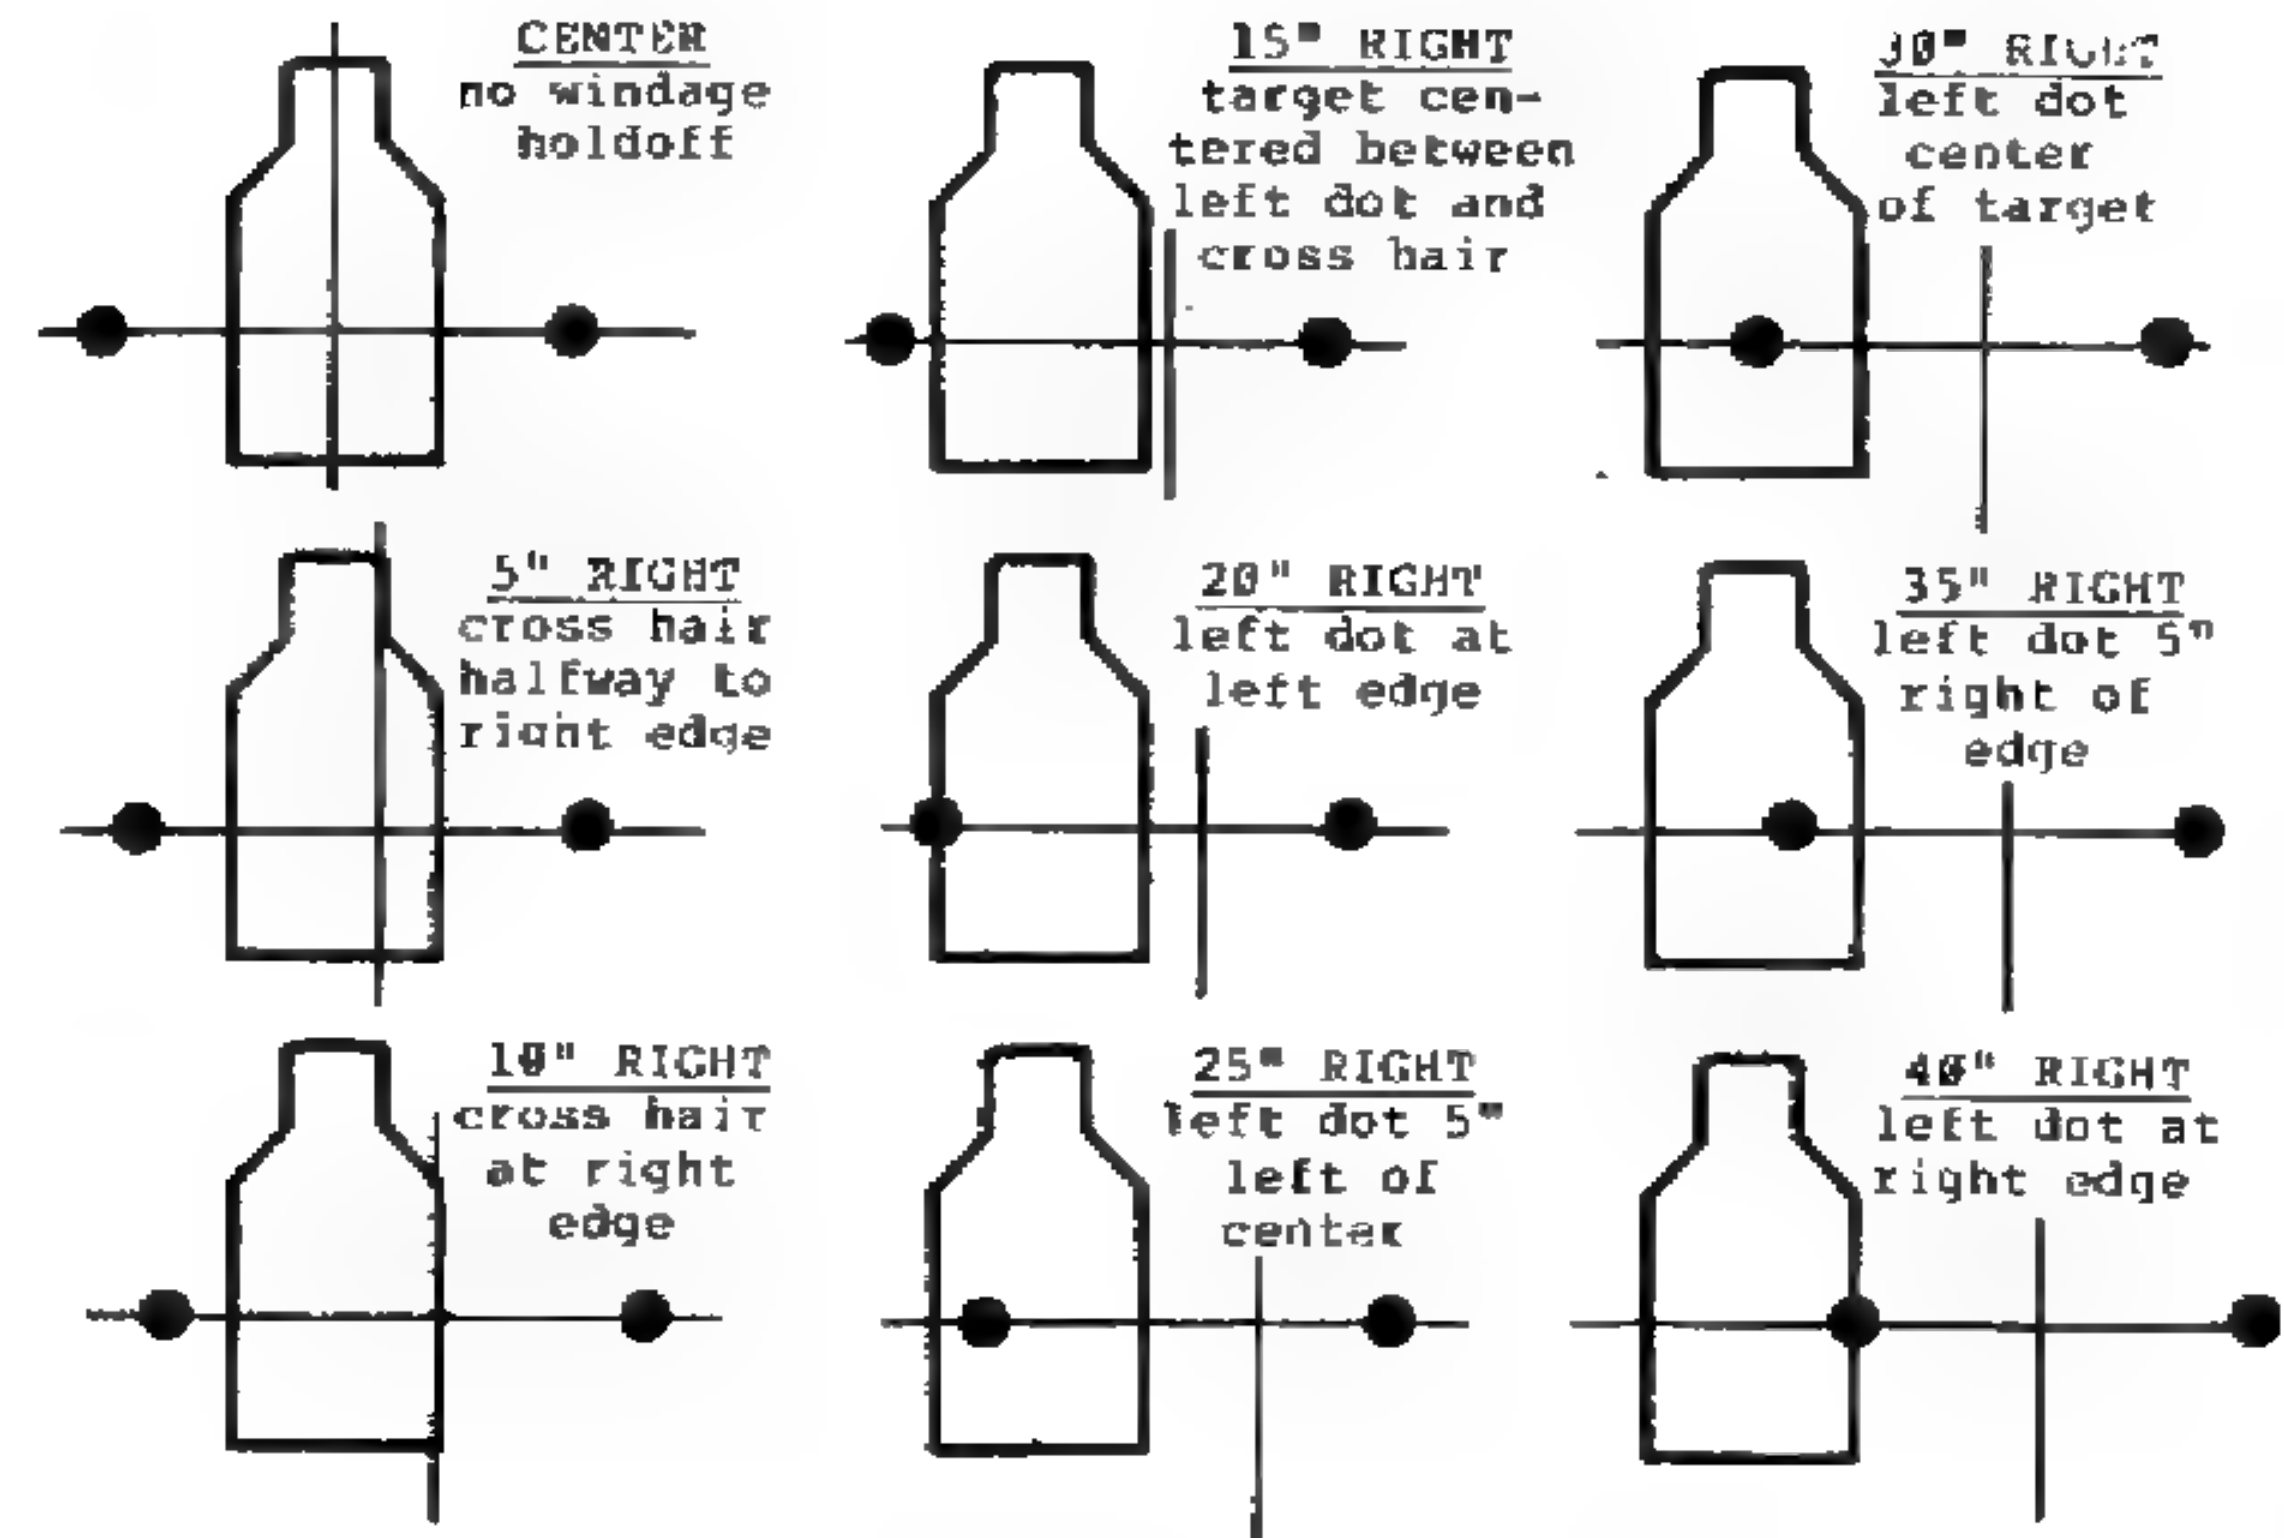 CENTER
no windage
holdoff
5" RIGHT
cross hair
halfway to
right edge
10" RIGHT
cross hair
at right
edge
15" RIGHT
target cen-
tered between
left dot and
cross hair
20" RIGHT
left dot at
left edge
25" RIGHT
left dot 5"
left of
center
30" RIGHT
left dot
center
of target
35" RIGHT
left dot 5"
right of
edge
40" RIGHT
left dot at
right edge